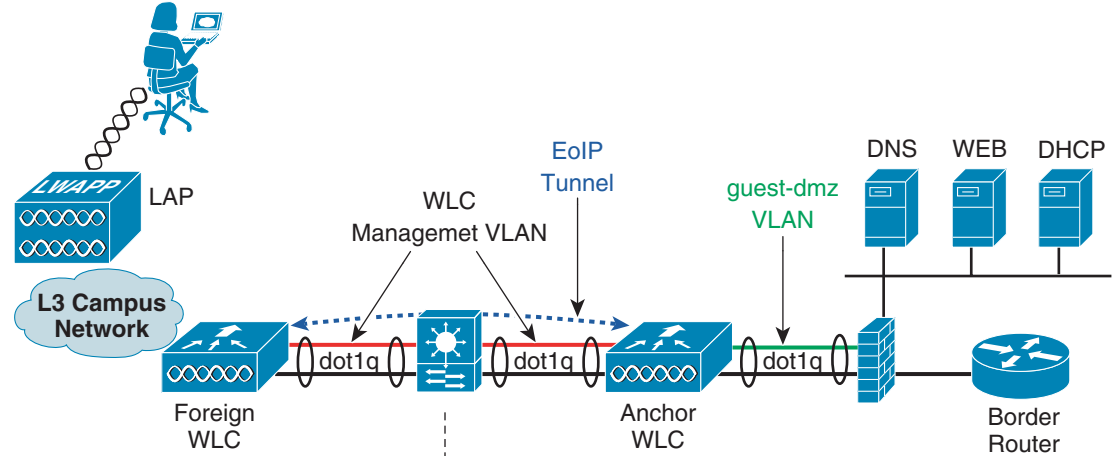 DNS
WEB
DHCP
EoIP
Tunnel
LWAPP
LAP
guest-dmz
VLAN
WLC
Managemet VLAN
L3 Campus
Network
dot1q
dot1q
dot1q
Foreign
WLC
Anchor
WLC
Border
Router